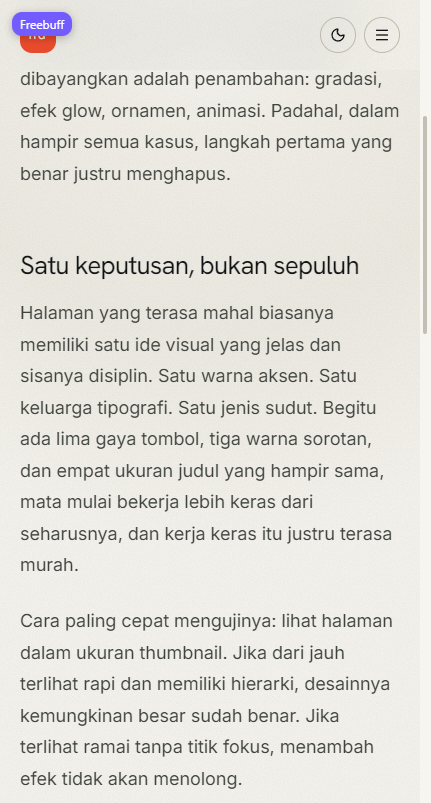 Freebuff
dibayangkan adalah penambahan: gradasi,
efek glow, ornamen, animasi. Padahal, dalam
hampir semua kasus, langkah pertama yang
benar justru menghapus.
Satu keputusan, bukan sepuluh
Halaman yang terasa mahal biasanya
memiliki satu ide visual yang jelas dan
sisanya disiplin. Satu warna aksen. Satu
keluarga tipografi. Satu jenis sudut. Begitu
ada lima gaya tombol, tiga warna sorotan,
dan empat ukuran judul yang hampir sama,
mata mulai bekerja lebih keras dari
seharusnya, dan kerja keras itu justru terasa
murah.
Cara paling cepat mengujinya: lihat halaman
dalam ukuran thumbnail. Jika dari jauh
terlihat rapi dan memiliki hierarki, desainnya
kemungkinan besar sudah benar. Jika
terlihat ramai tanpa titik fokus, menambah
efek tidak akan menolong.